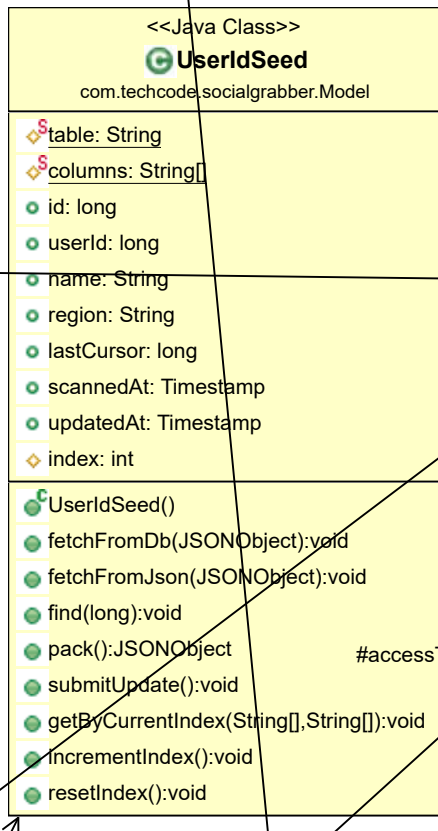 <<Java Class>>
UserIdSeed
com.techcode.socialgrabber.Model
table: String
columns: String[]
id: long
userId: long
name: String
region: String
lastCursor: long
scannedAt: Timestamp
updatedAt: Timestamp
index: int
UserIdSeed()
fetchFromDb(JSONObject):void
fetchFromJson(JSONObject):void
find(long):void
pack():JSONObject
#access
submitUpdate():void
getByCurrentIndex(String[],String[]):void
incrementIndex():void
resetIndex():void